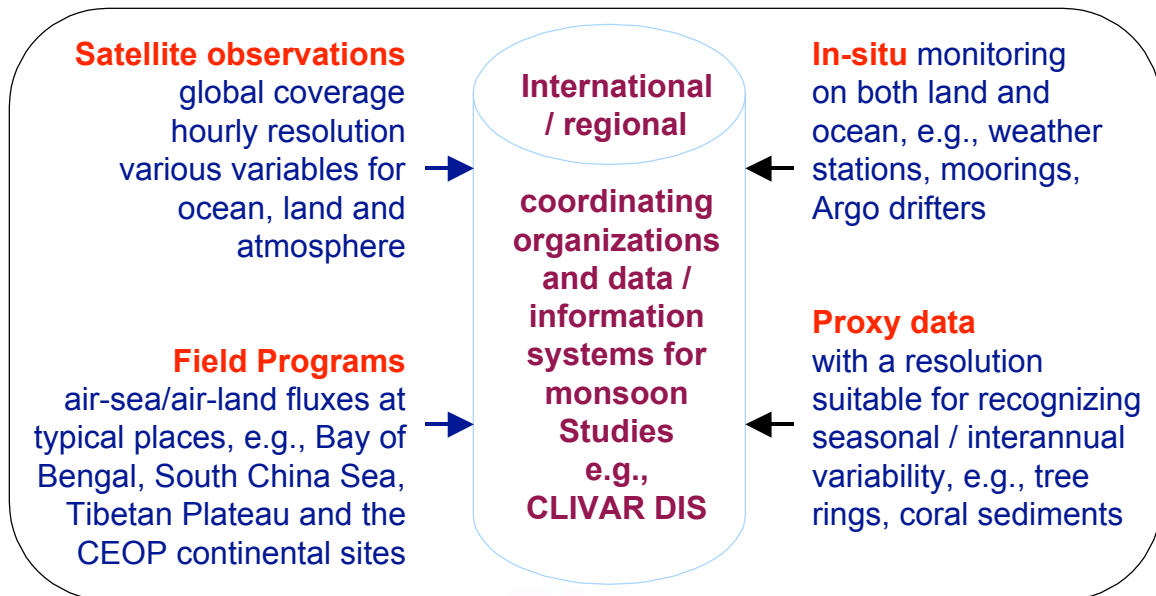 Satellite observations
global coverage
hourly resolution
various variables for
ocean, land and
atmosphere
Field Programs
air-sea/air-land fluxes at
typical places, e.g., Bay of
Bengal, South China Sea,
Tibetan Plateau and the
CEOP continental sites
International
/ regional
coordinating
organizations
and data /
information
systems for
monsoon
Studies
e.g.,
CLIVAR DIS
In-situ monitoring
on both land and
ocean, e.g., weather
stations, moorings,
Argo drifters
Proxy data
with a resolution
suitable for recognizing
seasonal / interannual
variability, e.g., tree
rings, coral sediments